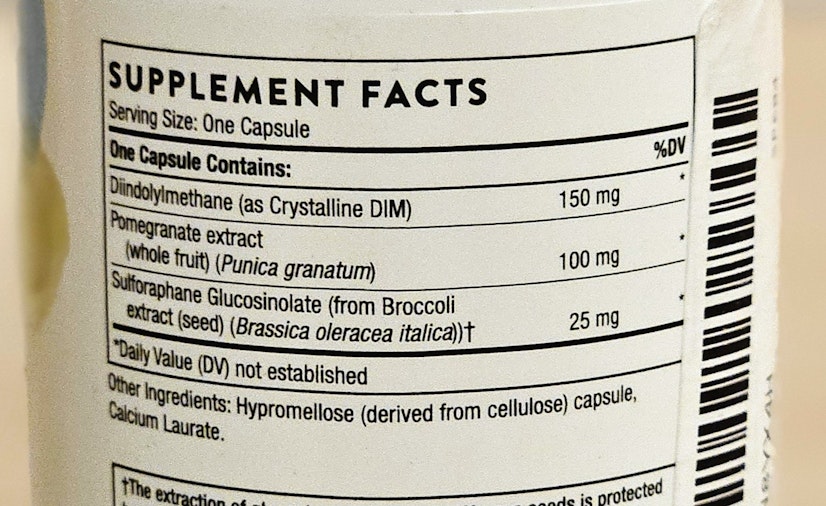 SUPPLEMENT FACTS
Serving Size: One Capsule
%DV
One Capsule Contains:
Diindolylmethane (as Crystalline DIM) 150 mg *
Pomegranate extract
(whole fruit) (Punica granatum) 100 mg *
Sulforaphane Glucosinolate (from Broccoli
extract (seed) (Brassica oleracea italica))† 25 mg *
*Daily Value (DV) not established
Other Ingredients: Hypromellose (derived from cellulose) capsule,
Calcium Laurate.
†The extraction of is protected